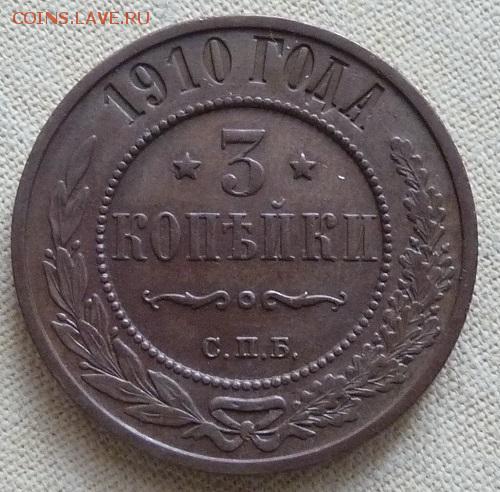 COINS.LAVE.RU
1910 ГОДА
3
КОПѢЙКИ
С.П.Б.